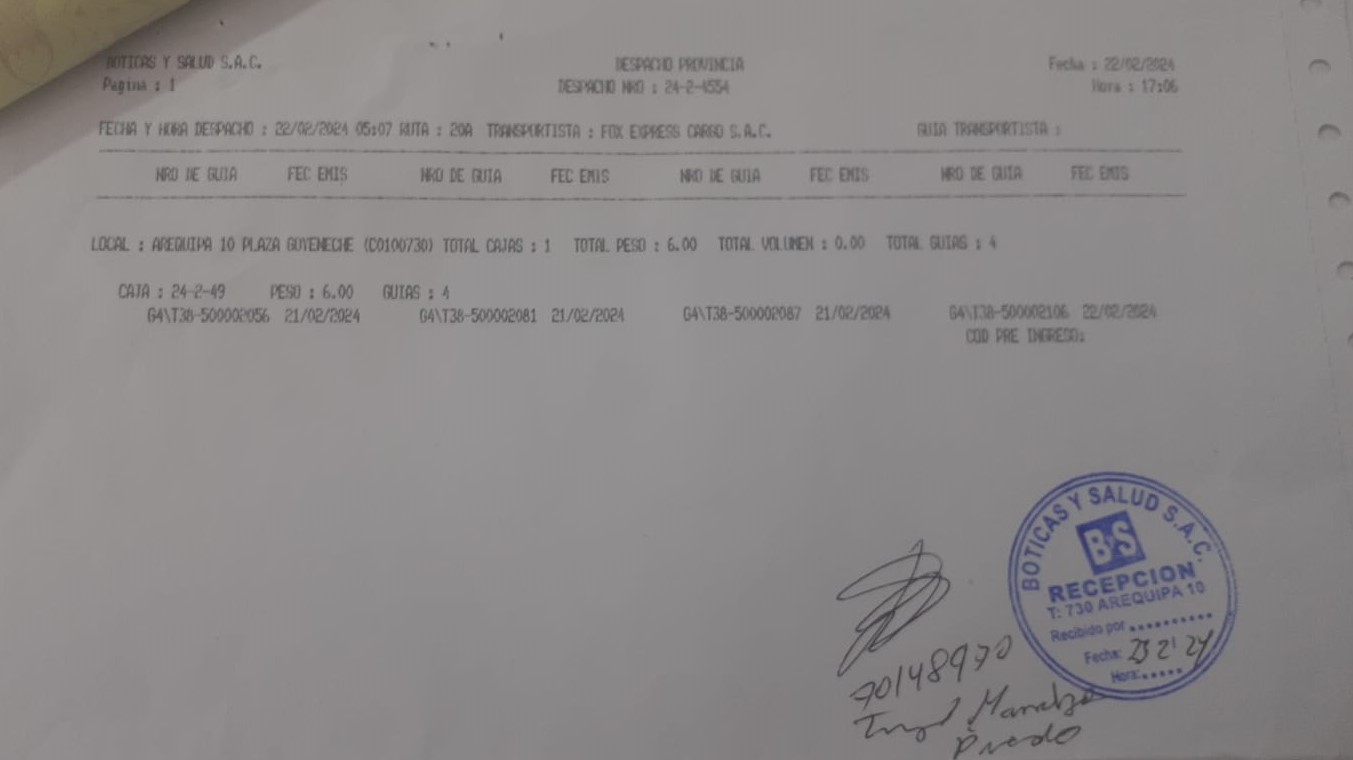 BOTICAS Y SALUD S.A.C. DESPACHO PROVINCIA Fecha : 22/02/2024
Pagina : 1 DESPACHO NRO : 24-2-4554 Hora : 17:06
FECHA Y HORA DESPACHO : 22/02/2024 05:07 RUTA : 20A TRANSPORTISTA : FOX EXPRESS CARGO S.A.C. GUIA TRANSPORTISTA :
NRO DE GUIA FEC EMIS NRO DE GUIA FEC EMIS NRO DE GUIA FEC EMIS NRO DE GUIA FEC EMIS
LOCAL : AREQUIPA 10 PLAZA GOYENECHE (C0100730) TOTAL CAJAS : 1 TOTAL PESO : 6.00 TOTAL VOLUMEN : 0.00 TOTAL GUIAS : 4
CAJA : 24-2-49 PESO : 6.00 GUIAS : 4
G4\T38-500002056 21/02/2024 G4\T38-500002081 21/02/2024 G4\T38-500002087 21/02/2024 G4\T38-500002106 22/02/2024
COD PRE INGRESO:
BOTICAS Y SALUD S.A.C.
B&S
RECEPCION
T: 730 AREQUIPA 10
Recibido por ..........
Fecha: 23 2' 24
Hora: .....
70148970